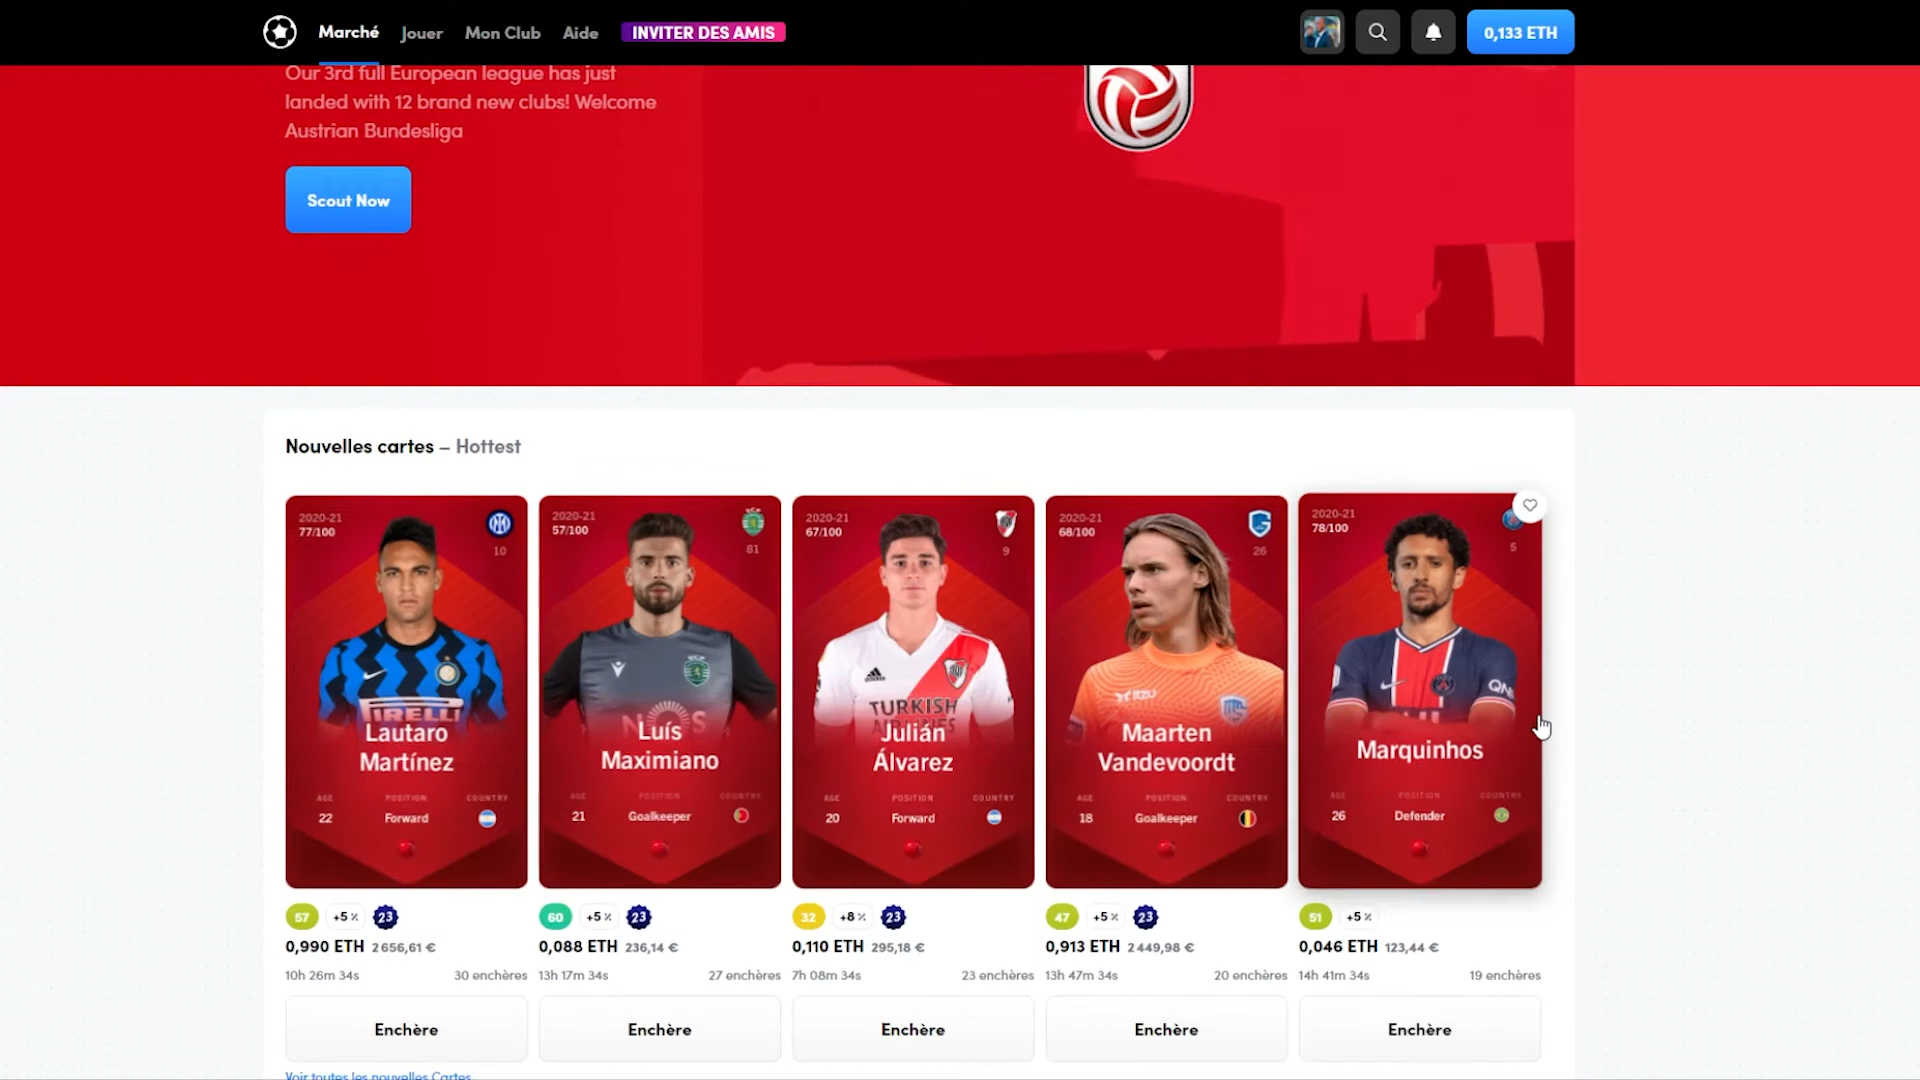 Marché Jouer Mon Club Aide INVITER DES AMIS 0,133 ETH
Our 3rd full European league has just
landed with 12 brand new clubs! Welcome
Austrian Bundesliga
Scout Now
Nouvelles cartes – Hottest
2020-21
77/100
10
PIRELLI
Lautaro
Martínez
AGE POSITION COUNTRY
22 Forward
57 +5% 23
0,990 ETH 2 656,61 €
10h 26m 34s 30 enchères
Enchère
2020-21
57/100
SCP
81
Luís
Maximiano
AGE POSITION COUNTRY
21 Goalkeeper
60 +5% 23
0,088 ETH 236,14 €
13h 17m 34s 27 enchères
Enchère
2020-21
67/100
9
TURKISH
AIRLINES
Julián
Álvarez
AGE POSITION COUNTRY
20 Forward
32 +8% 23
0,110 ETH 295,18 €
7h 08m 34s 23 enchères
Enchère
2020-21
68/100
26
Maarten
Vandevoordt
AGE POSITION COUNTRY
18 Goalkeeper
47 +5% 23
0,913 ETH 2 449,98 €
13h 47m 34s 20 enchères
Enchère
2020-21
78/100
5
Marquinhos
AGE POSITION COUNTRY
26 Defender
51 +5%
0,046 ETH 123,44 €
14h 41m 34s 19 enchères
Enchère
Voir toutes les nouvelles Cartes